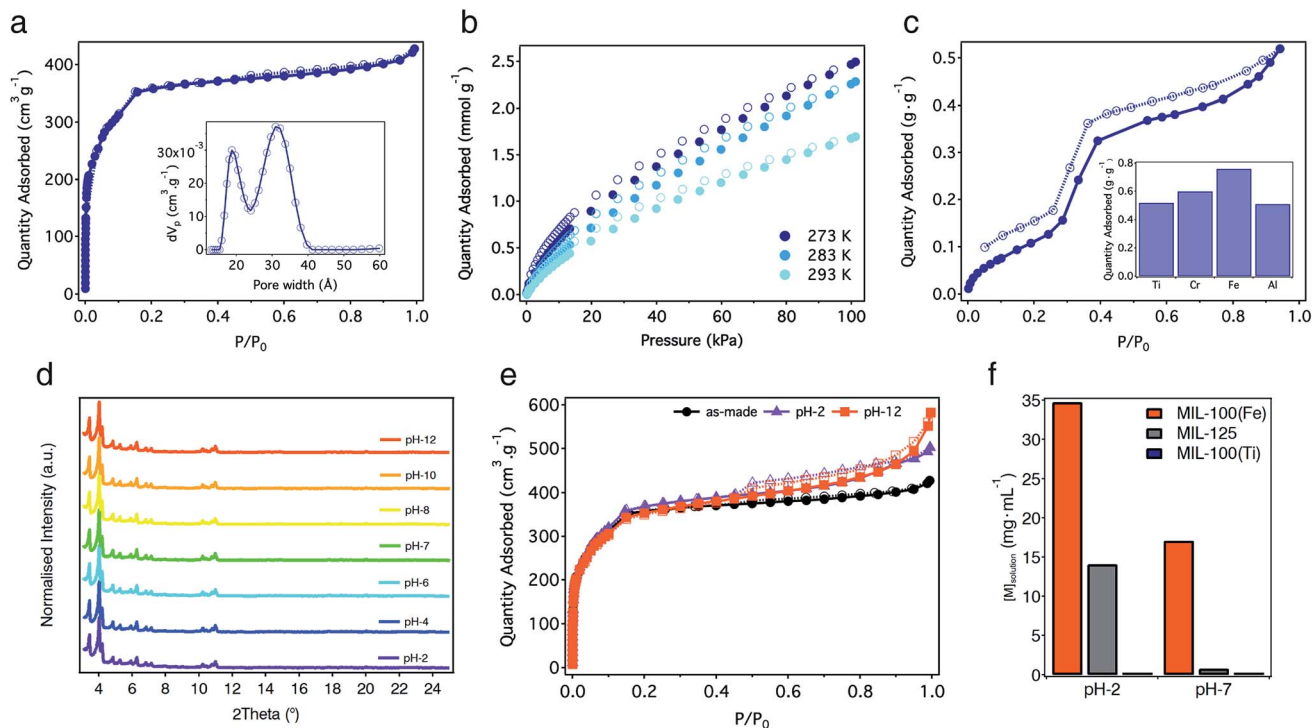 a
Quantity Adsorbed (cm³ g⁻¹)
400
300
200
100
0
0.0 0.2 0.4 0.6 0.8 1.0
P/P₀
dVₚ (cm³.g⁻¹)
30x10⁻³
20
10
0
20 30 40 50 60
Pore width (Å)
b
Quantity Adsorbed (mmol g⁻¹)
2.5
2.0
1.5
1.0
0.5
0.0
0 20 40 60 80 100
Pressure (kPa)
273 K
283 K
293 K
c
Quantity Adsorbed (g·g⁻¹)
0.5
0.4
0.3
0.2
0.1
0.0
0.0 0.2 0.4 0.6 0.8 1.0
P/P₀
Quantity Adsorbed (g·g⁻¹)
0.8
0.6
0.4
0.2
0.0
Ti Cr Fe Al
d
Normalised Intensity (a.u.)
pH-12
pH-10
pH-8
pH-7
pH-6
pH-4
pH-2
4 6 8 10 12 14 16 18 20 22 24
2Theta (°)
e
Quantity Adsorbed (cm³.g⁻¹)
600
500
400
300
200
100
0
as-made pH-2 pH-12
0.0 0.2 0.4 0.6 0.8 1.0
P/P₀
f
[M]solution (mg·mL⁻¹)
35
30
25
20
15
10
5
0
MIL-100(Fe)
MIL-125
MIL-100(Ti)
pH-2 pH-7